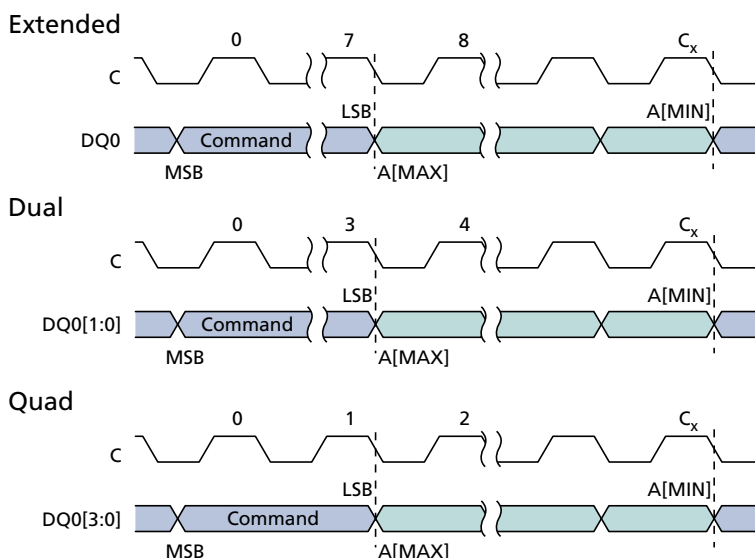 Extended
0 7 8 Cx
C
LSB A[MIN]
DQ0 Command
MSB A[MAX]
Dual
0 3 4 Cx
C
LSB A[MIN]
DQ0[1:0] Command
MSB A[MAX]
Quad
0 1 2 Cx
C
LSB A[MIN]
DQ0[3:0] Command
MSB A[MAX]